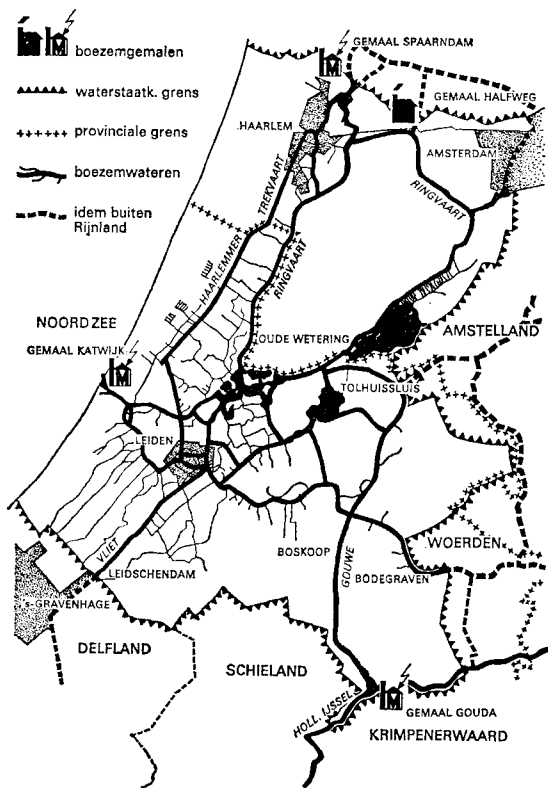 boezemgemalen
waterstaatk. grens
provinciale grens
boezemwateren
idem buiten
Rijnland
GEMAAL SPAARNDAM
GEMAAL HALFWEG
HAARLEM
AMSTERDAM
HAARLEMMER TREKVAART
RINGVAART
RINGVAART
NOORDZEE
GEMAAL KATWIJK
OUDE WETERING
AMSTELLAND
TOLHUISSLUIS
LEIDEN
VLIET
LEIDSCHENDAM
BOSKOOP
GOUWE
WOERDEN
BODEGRAVEN
's-GRAVENHAGE
DELFLAND
SCHIELAND
HOLL. IJSSEL
GEMAAL GOUDA
KRIMPENERWAARD